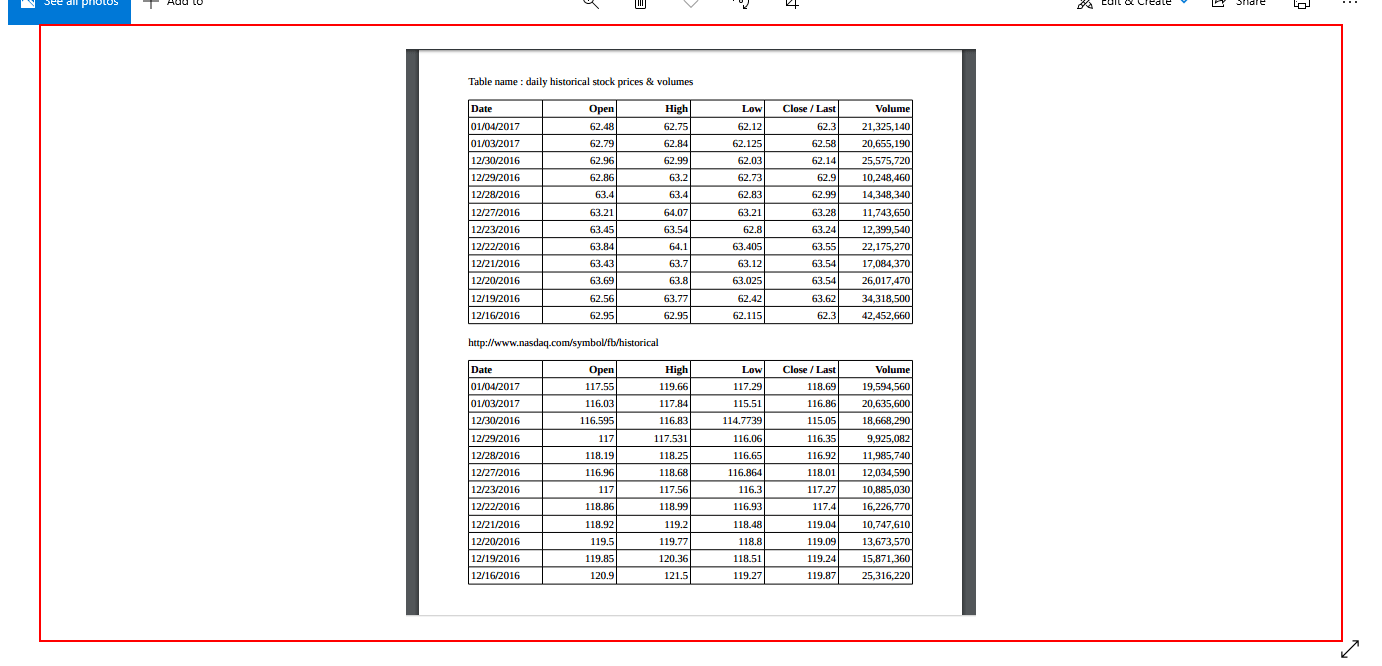 See all photos Add to Edit & Create Share
Table name : daily historical stock prices & volumes
Date Open High Low Close / Last Volume
01/04/2017 62.48 62.75 62.12 62.3 21,325,140
01/03/2017 62.79 62.84 62.125 62.58 20,655,190
12/30/2016 62.96 62.99 62.03 62.14 25,575,720
12/29/2016 62.86 63.2 62.73 62.9 10,248,460
12/28/2016 63.4 63.4 62.83 62.99 14,348,340
12/27/2016 63.21 64.07 63.21 63.28 11,743,650
12/23/2016 63.45 63.54 62.8 63.24 12,399,540
12/22/2016 63.84 64.1 63.405 63.55 22,175,270
12/21/2016 63.43 63.7 63.12 63.54 17,084,370
12/20/2016 63.69 63.8 63.025 63.54 26,017,470
12/19/2016 62.56 63.77 62.42 63.62 34,318,500
12/16/2016 62.95 62.95 62.115 62.3 42,452,660
http://www.nasdaq.com/symbol/fb/historical
Date Open High Low Close / Last Volume
01/04/2017 117.55 119.66 117.29 118.69 19,594,560
01/03/2017 116.03 117.84 115.51 116.86 20,635,600
12/30/2016 116.595 116.83 114.7739 115.05 18,668,290
12/29/2016 117 117.531 116.06 116.35 9,925,082
12/28/2016 118.19 118.25 116.65 116.92 11,985,740
12/27/2016 116.96 118.68 116.864 118.01 12,034,590
12/23/2016 117 117.56 116.3 117.27 10,885,030
12/22/2016 118.86 118.99 116.93 117.4 16,226,770
12/21/2016 118.92 119.2 118.48 119.04 10,747,610
12/20/2016 119.5 119.77 118.8 119.09 13,673,570
12/19/2016 119.85 120.36 118.51 119.24 15,871,360
12/16/2016 120.9 121.5 119.27 119.87 25,316,220